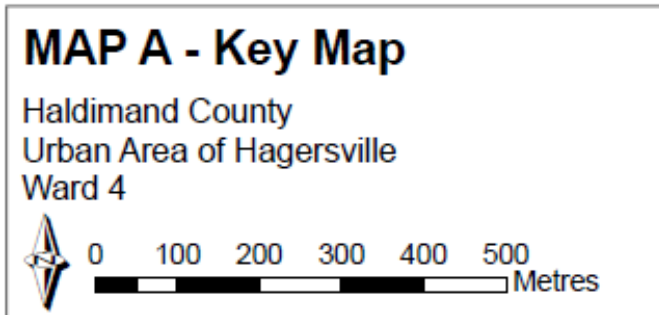 MAP A - Key Map
Haldimand County
Urban Area of Hagersville
Ward 4
N 0 100 200 300 400 500
Metres